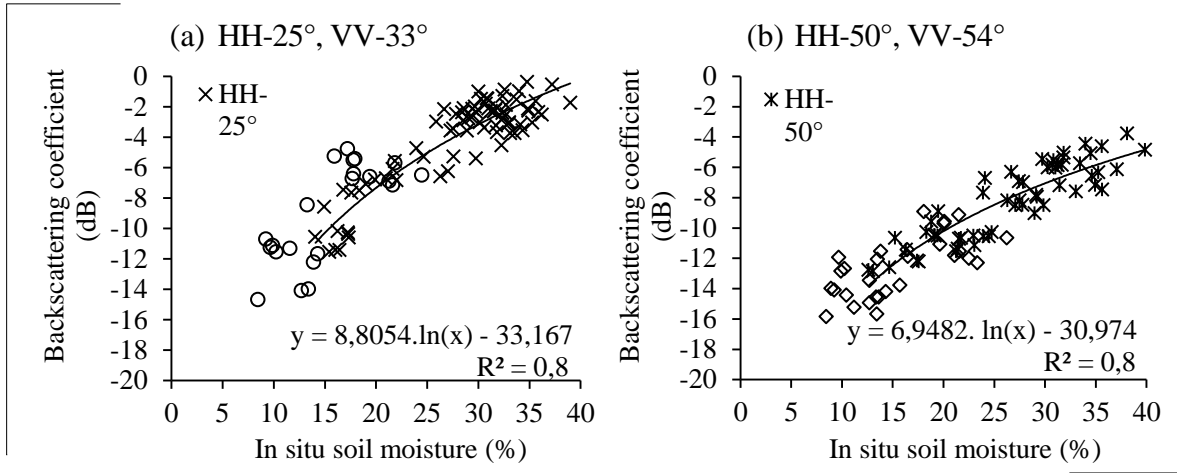 (a) HH-25°, VV-33°
Backscattering coefficient
(dB)
0
-2
-4
-6
-8
-10
-12
-14
-16
-18
-20
HH-
25°
y = 8,8054.ln(x) - 33,167
R² = 0,8
0 5 10 15 20 25 30 35 40
In situ soil moisture (%)
(b) HH-50°, VV-54°
Backscattering coefficient
(dB)
0
-2
-4
-6
-8
-10
-12
-14
-16
-18
-20
HH-
50°
y = 6,9482. ln(x) - 30,974
R² = 0,8
0 5 10 15 20 25 30 35 40
In situ soil moisture (%)